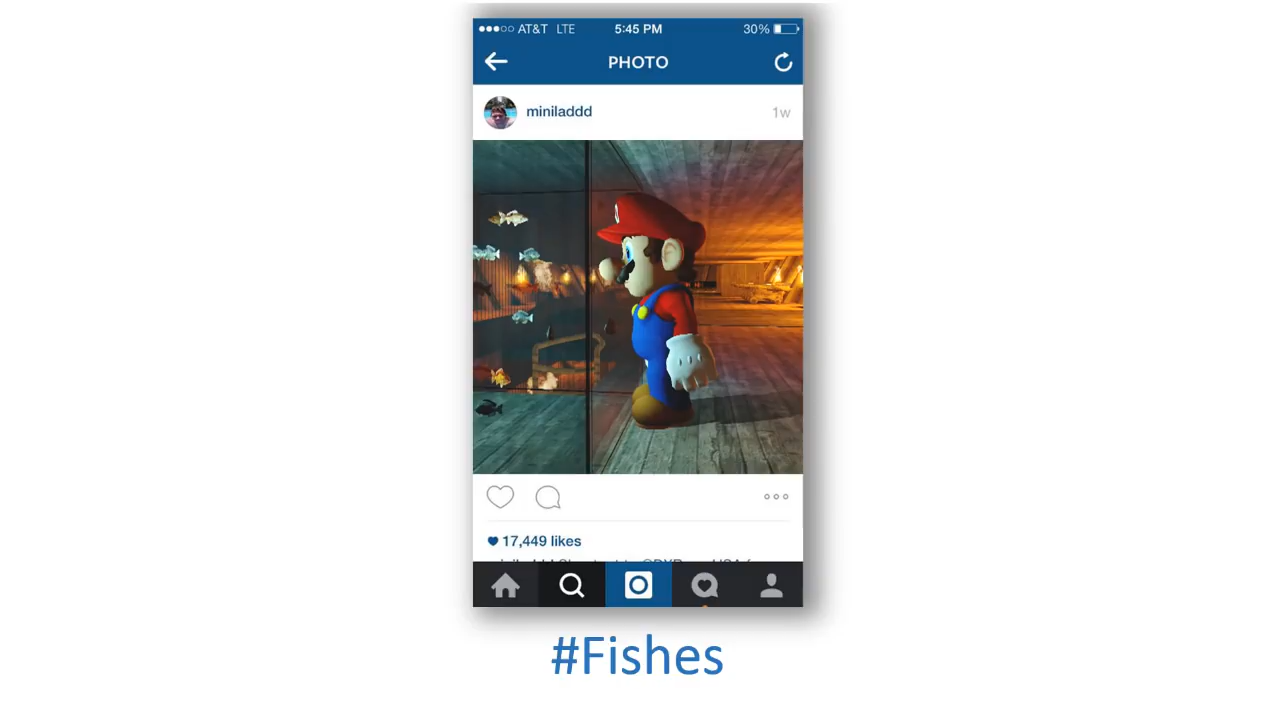 AT&T LTE 5:45 PM 30%
PHOTO
miniladdd 1w
17,449 likes
#Fishes